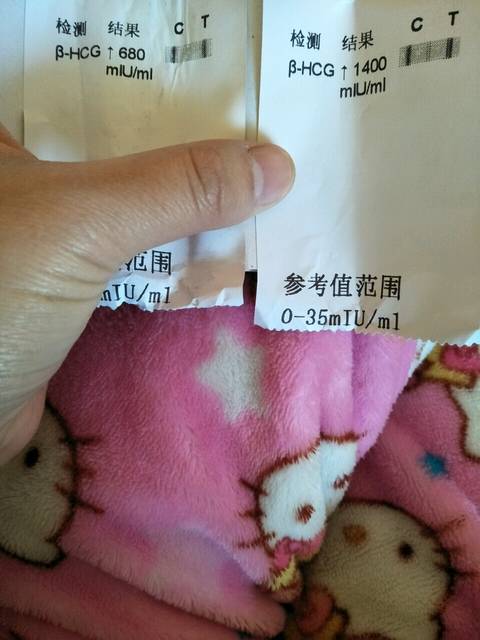 C T
检测 结果
β-HCG ↑ 680
mIU/ml
范围
mIU/ml
C T
检测 结果
β-HCG ↑ 1400
mIU/ml
参考值范围
0-35mIU/ml